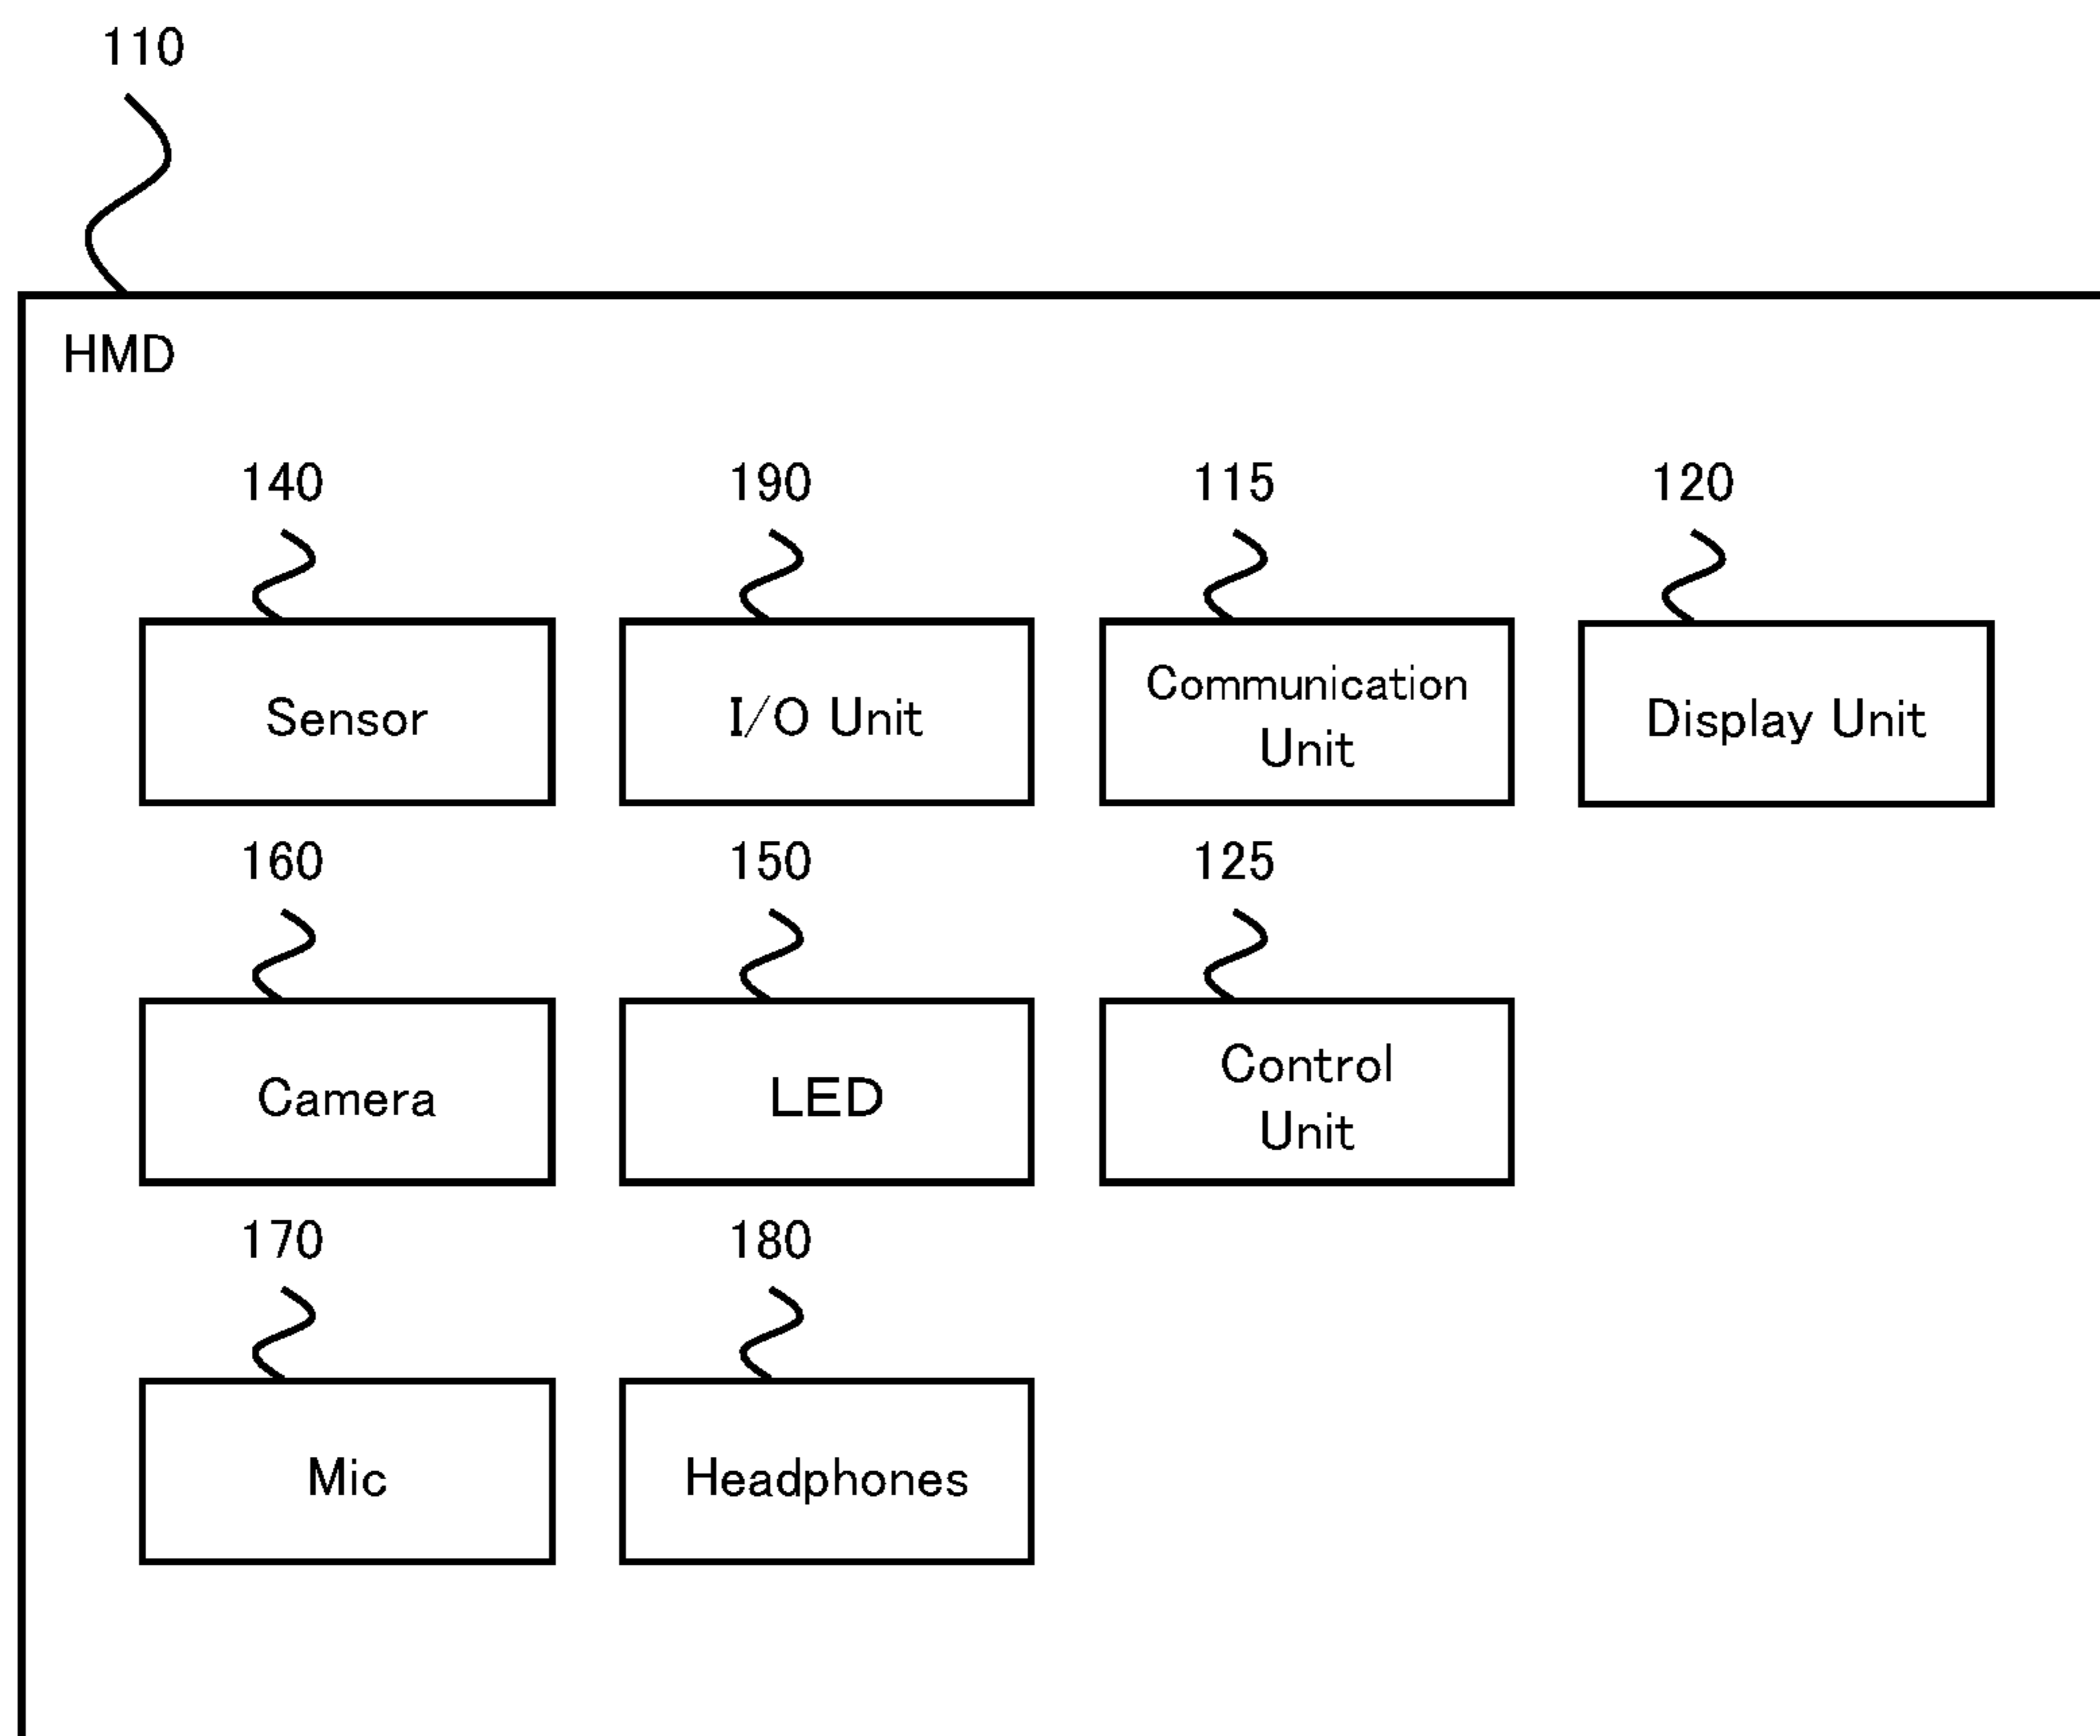 110
HMD
140 190 115 120
Sensor
I/O Unit
Communication
Unit
Display Unit
160 150 125
Camera
LED
Control
Unit
170 180
Mic
Headphones